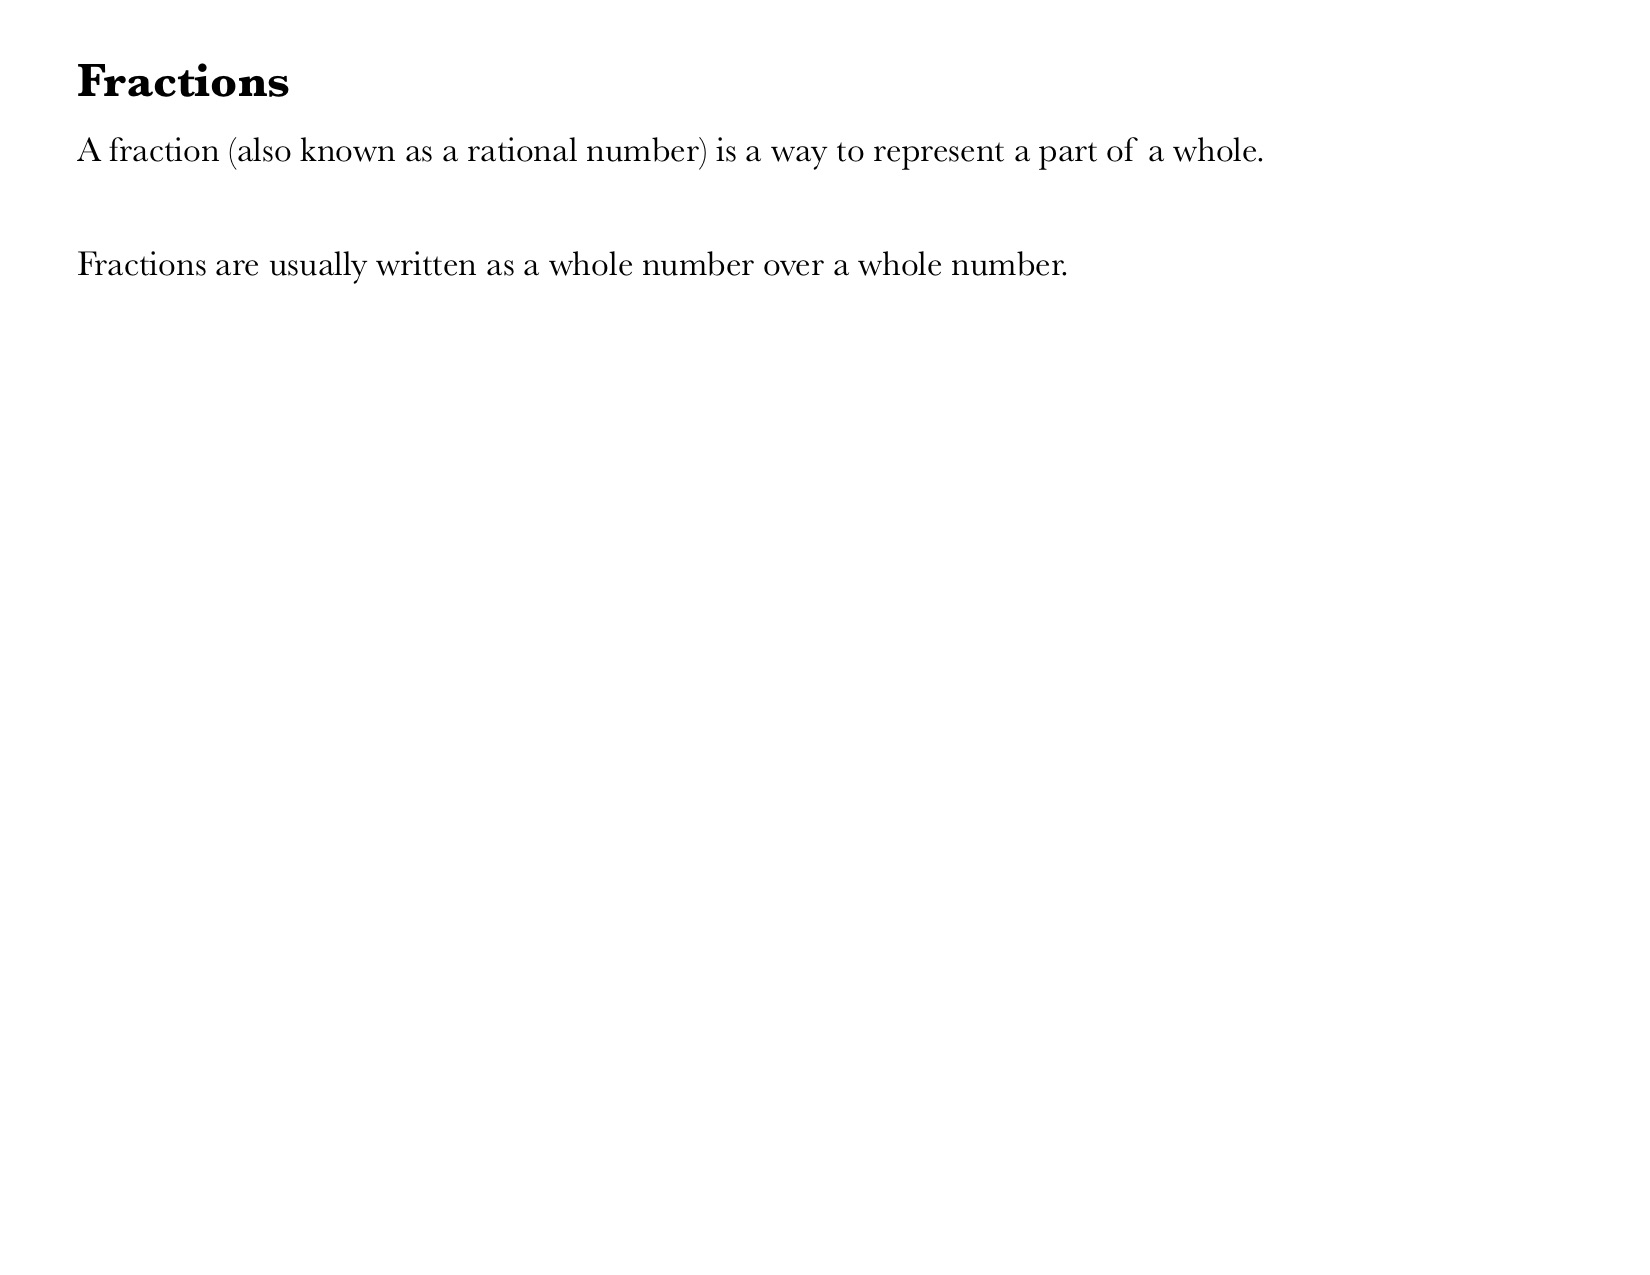 Fractions
A fraction (also known as a rational number) is a way to represent a part of a whole.
Fractions are usually written as a whole number over a whole number.